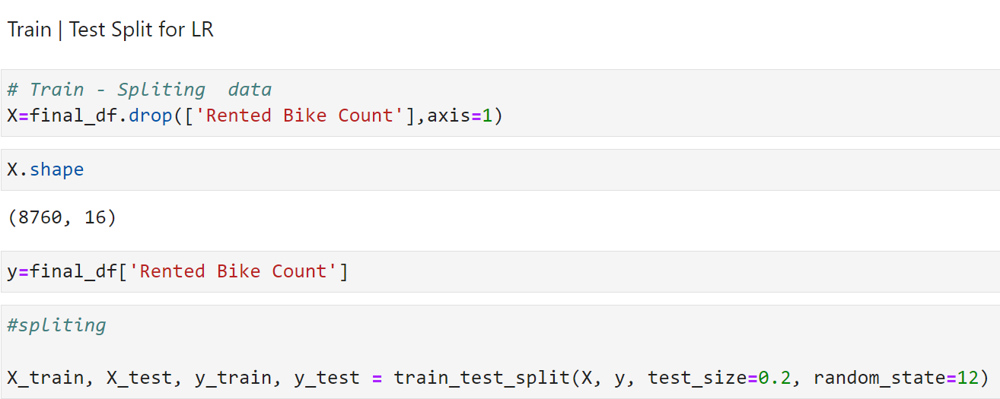 Train | Test Split for LR
# Train - Spliting  data
X=final_df.drop(['Rented Bike Count'],axis=1)
X.shape
(8760, 16)
y=final_df['Rented Bike Count']
#spliting
X_train, X_test, y_train, y_test = train_test_split(X, y, test_size=0.2, random_state=12)